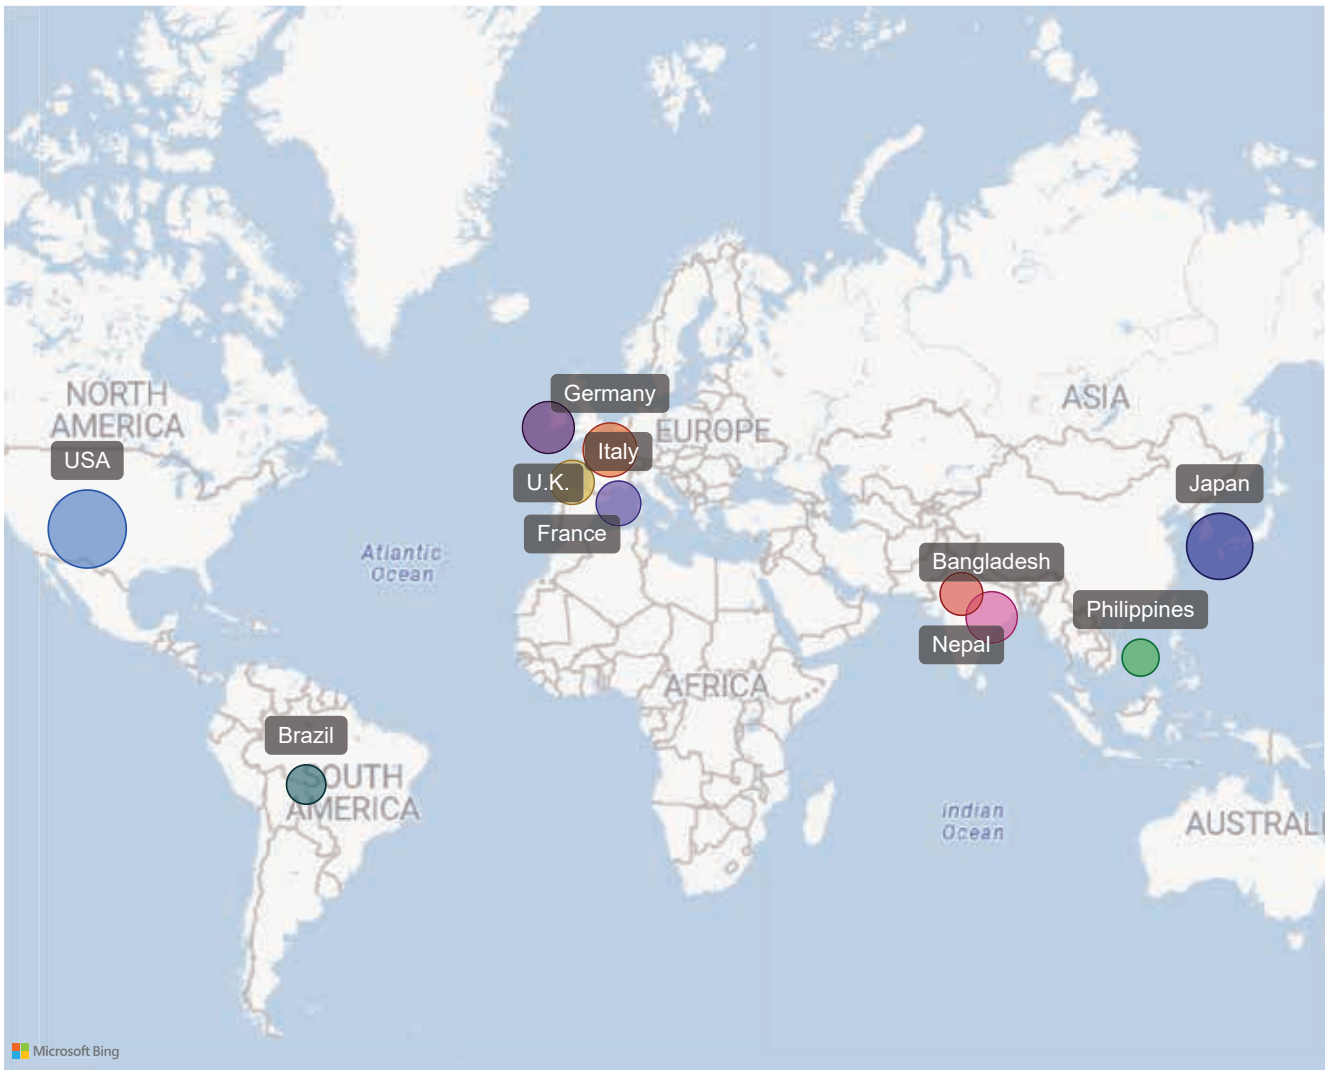 NORTH
AMERICA
USA
Germany
EUROPE
Italy
U.K.
France
ASIA
Japan
Atlantic
Ocean
Bangladesh
Philippines
Nepal
AFRICA
Brazil
SOUTH
AMERICA
Indian
Ocean
AUSTRALI
Microsoft Bing